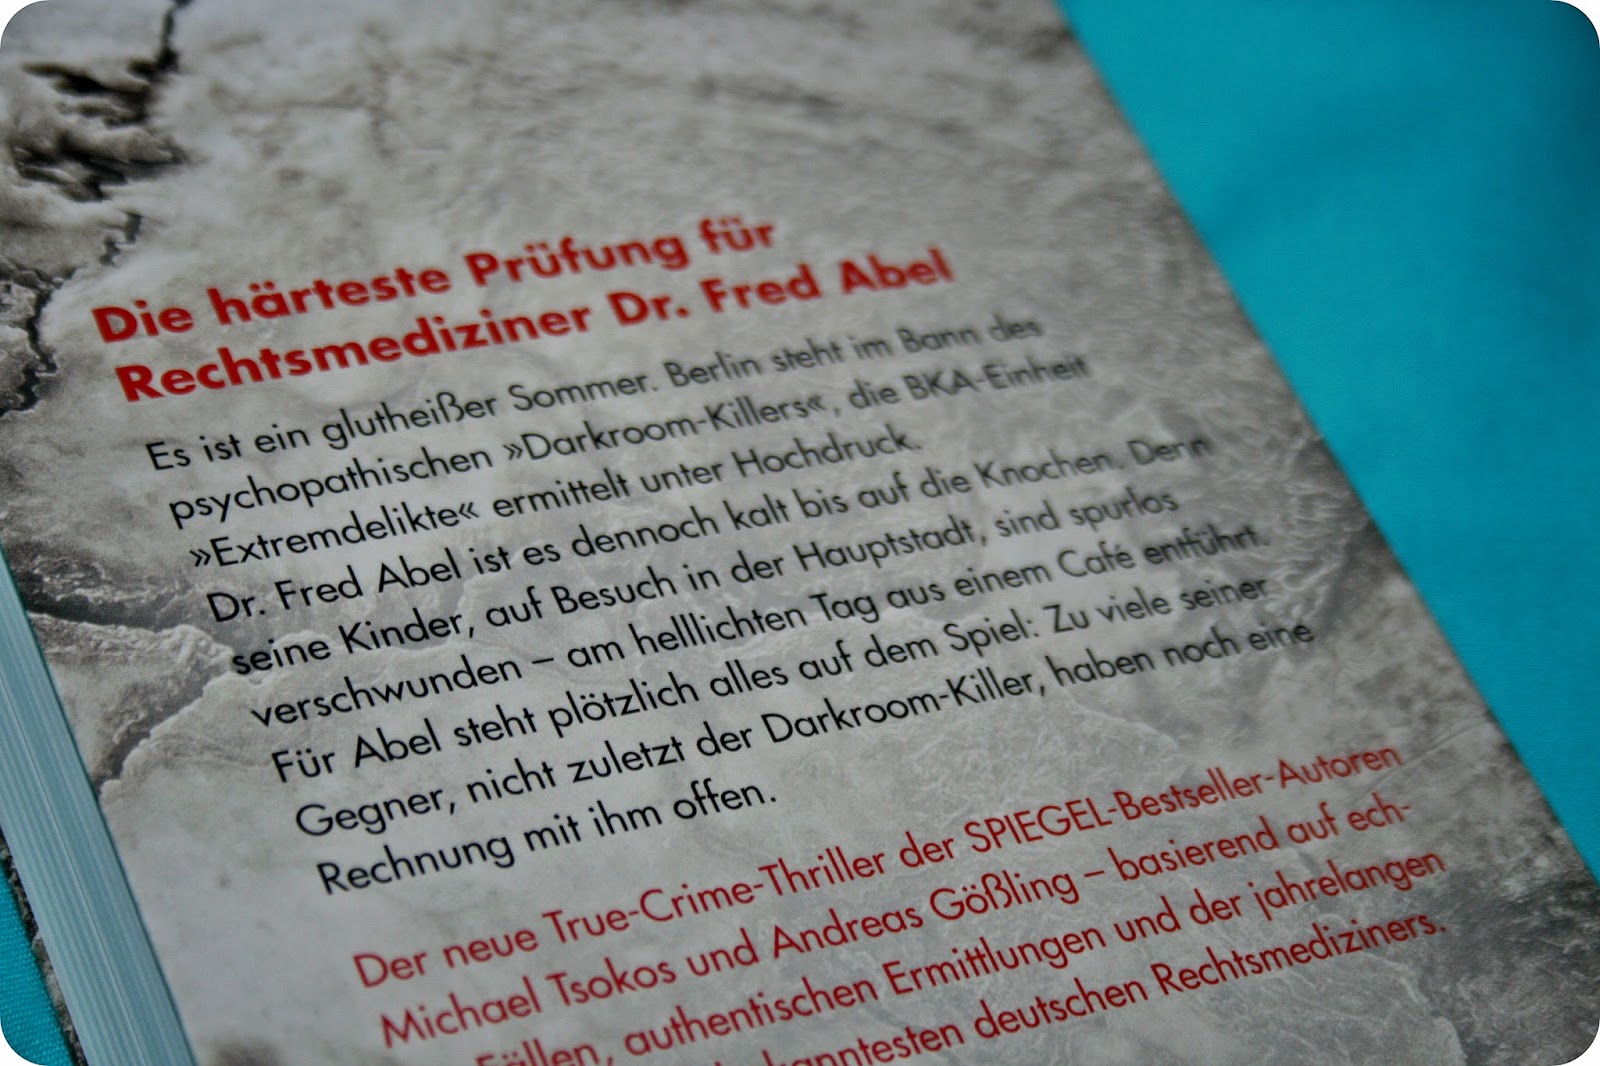 Die härteste Prüfung für
Rechtsmediziner Dr. Fred Abel
Es ist ein glutheißer Sommer. Berlin steht im Bann des
psychopathischen »Darkroom-Killers«, die BKA-Einheit
»Extremdelikte« ermittelt unter Hochdruck.
Dr. Fred Abel ist es dennoch kalt bis auf die Knochen. Denn
seine Kinder, auf Besuch in der Hauptstadt, sind spurlos
verschwunden – am helllichten Tag aus einem Café entführt.
Für Abel steht plötzlich alles auf dem Spiel: Zu viele seiner
Gegner, nicht zuletzt der Darkroom-Killer, haben noch eine
Rechnung mit ihm offen.
Der neue True-Crime-Thriller der SPIEGEL-Bestseller-Autoren
Michael Tsokos und Andreas Gößling – basierend auf ech-
Fällen, authentischen Ermittlungen und der jahrelangen
deutschen Rechtsmediziners.